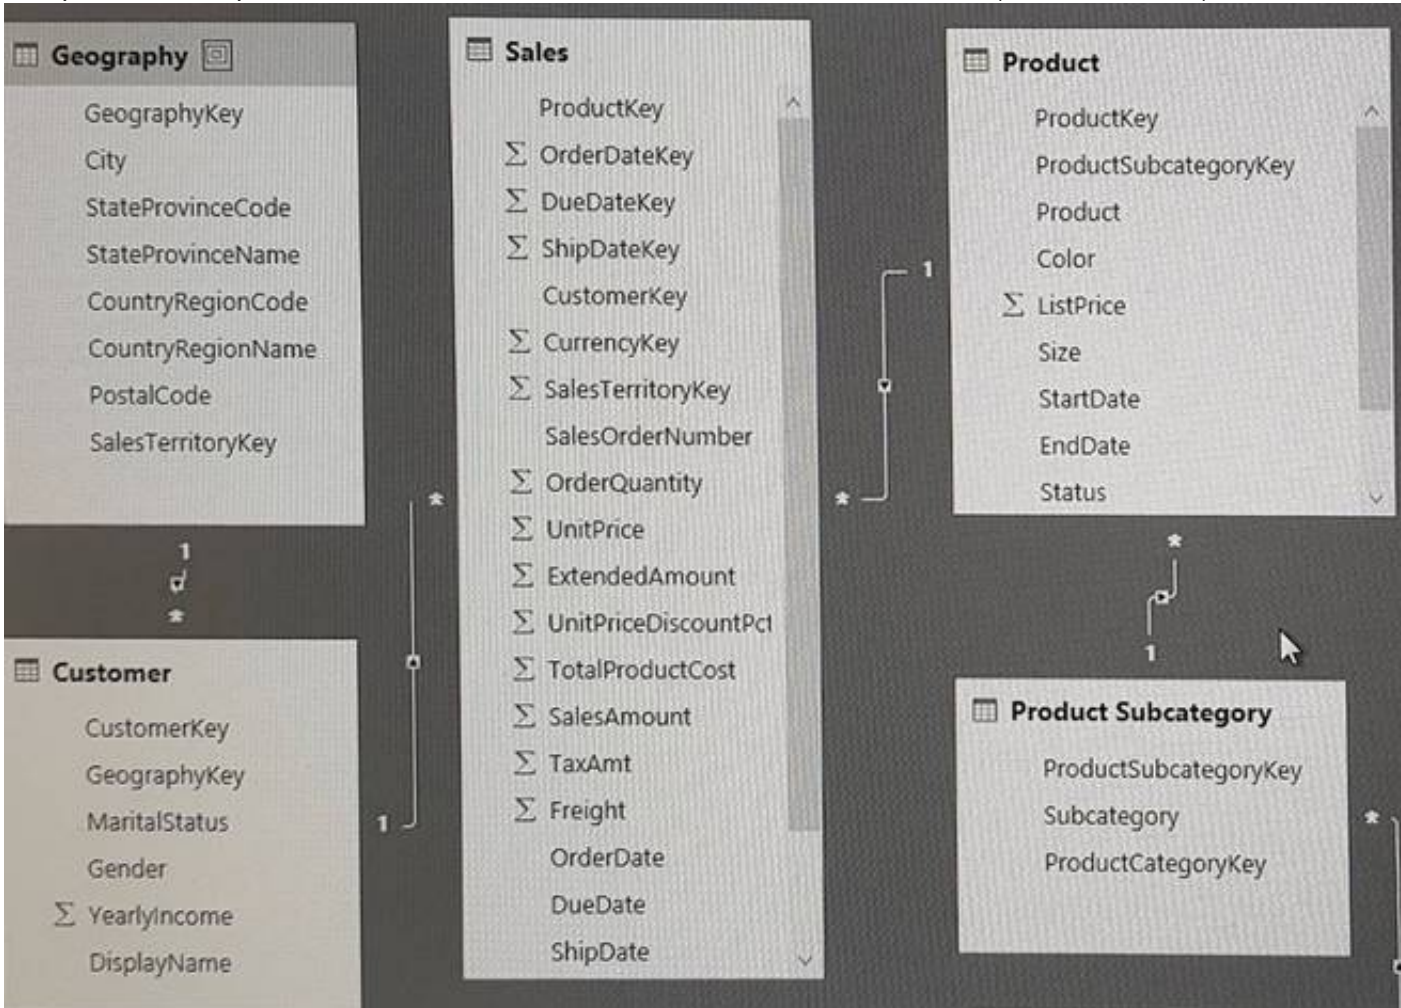 Geography
GeographyKey
City
StateProvinceCode
StateProvinceName
CountryRegionCode
CountryRegionName
PostalCode
SalesTerritoryKey
1
*
Customer
CustomerKey
GeographyKey
MaritalStatus
Gender
Σ YearlyIncome
DisplayName
*
1
Sales
ProductKey
Σ OrderDateKey
Σ DueDateKey
Σ ShipDateKey
CustomerKey
Σ CurrencyKey
Σ SalesTerritoryKey
SalesOrderNumber
Σ OrderQuantity
Σ UnitPrice
Σ ExtendedAmount
Σ UnitPriceDiscountPct
Σ TotalProductCost
Σ SalesAmount
Σ TaxAmt
Σ Freight
OrderDate
DueDate
ShipDate
1
*
Product
ProductKey
ProductSubcategoryKey
Product
Color
Σ ListPrice
Size
StartDate
EndDate
Status
*
1
Product Subcategory
ProductSubcategoryKey
Subcategory
ProductCategoryKey
*